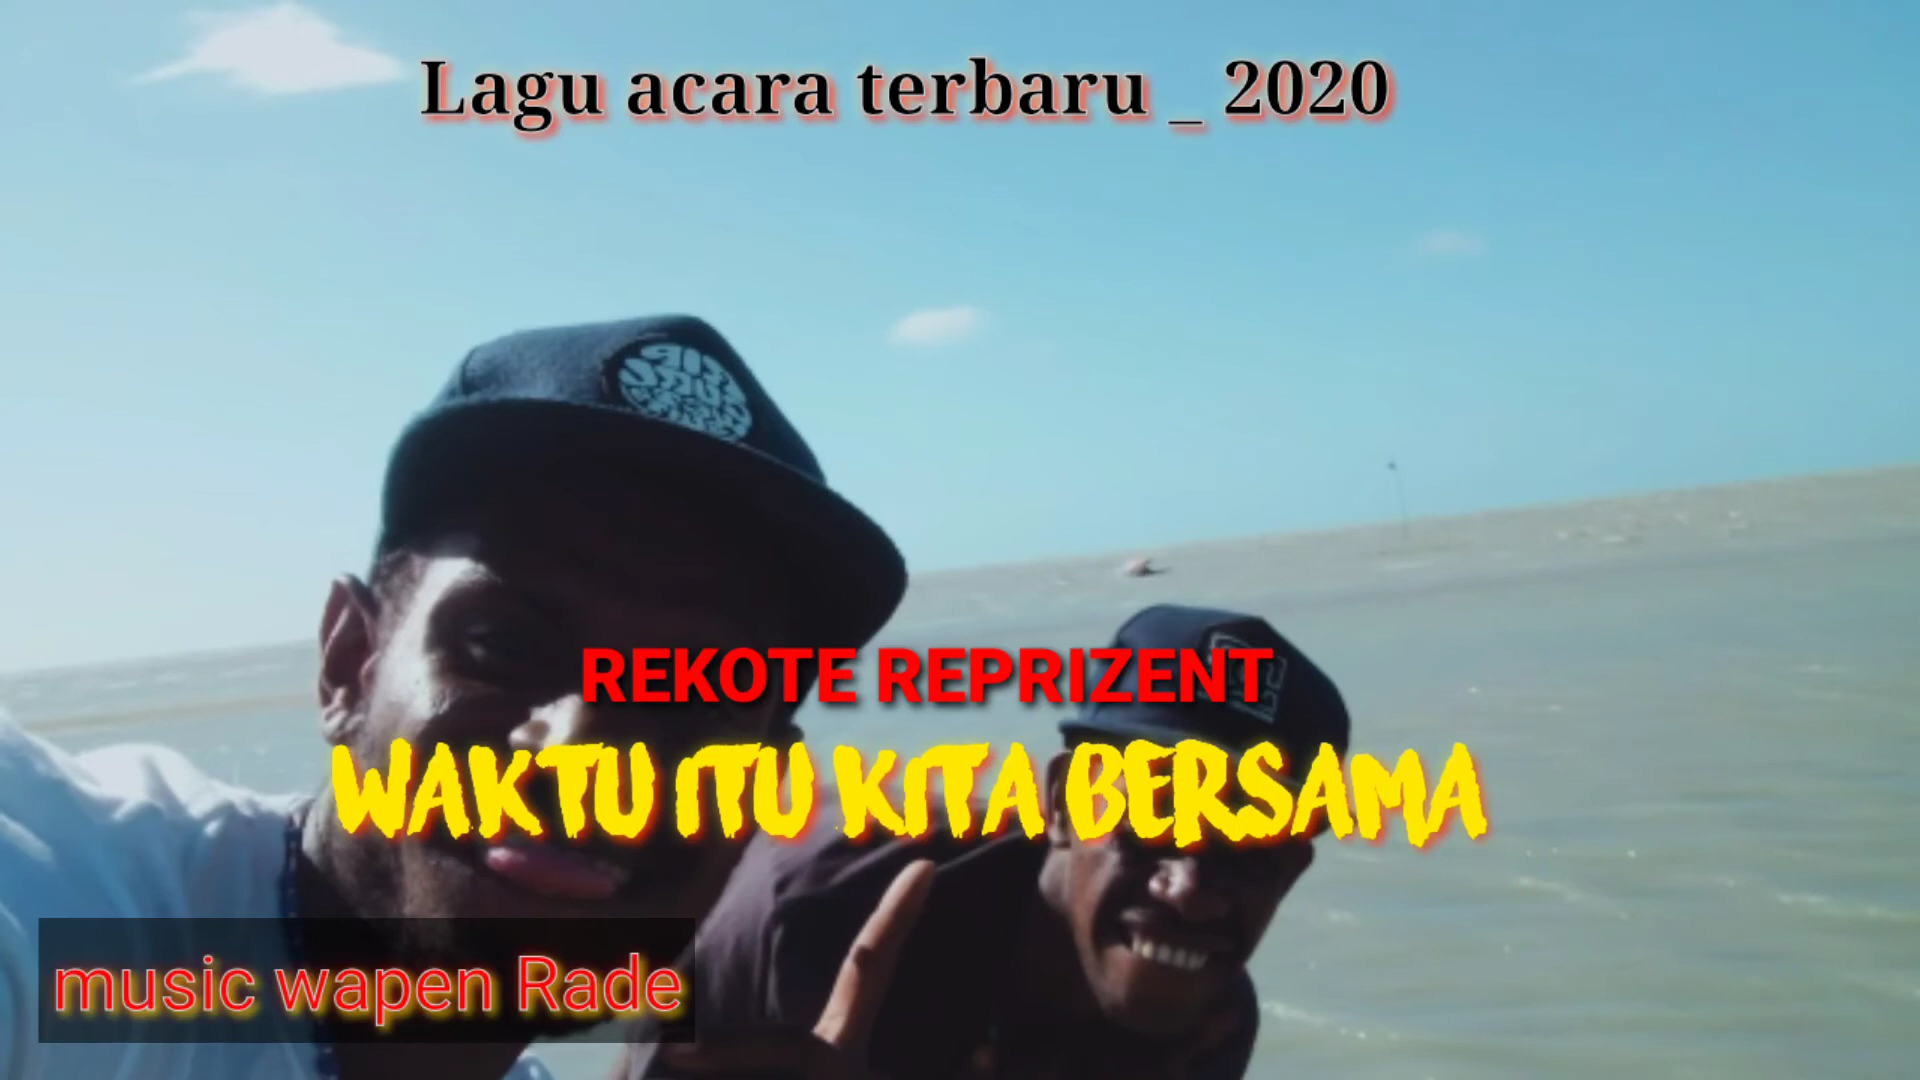 Lagu acara terbaru _ 2020
REKOTE REPRIZENT
WAKTU ITU KITA BERSAMA
music wapen Rade